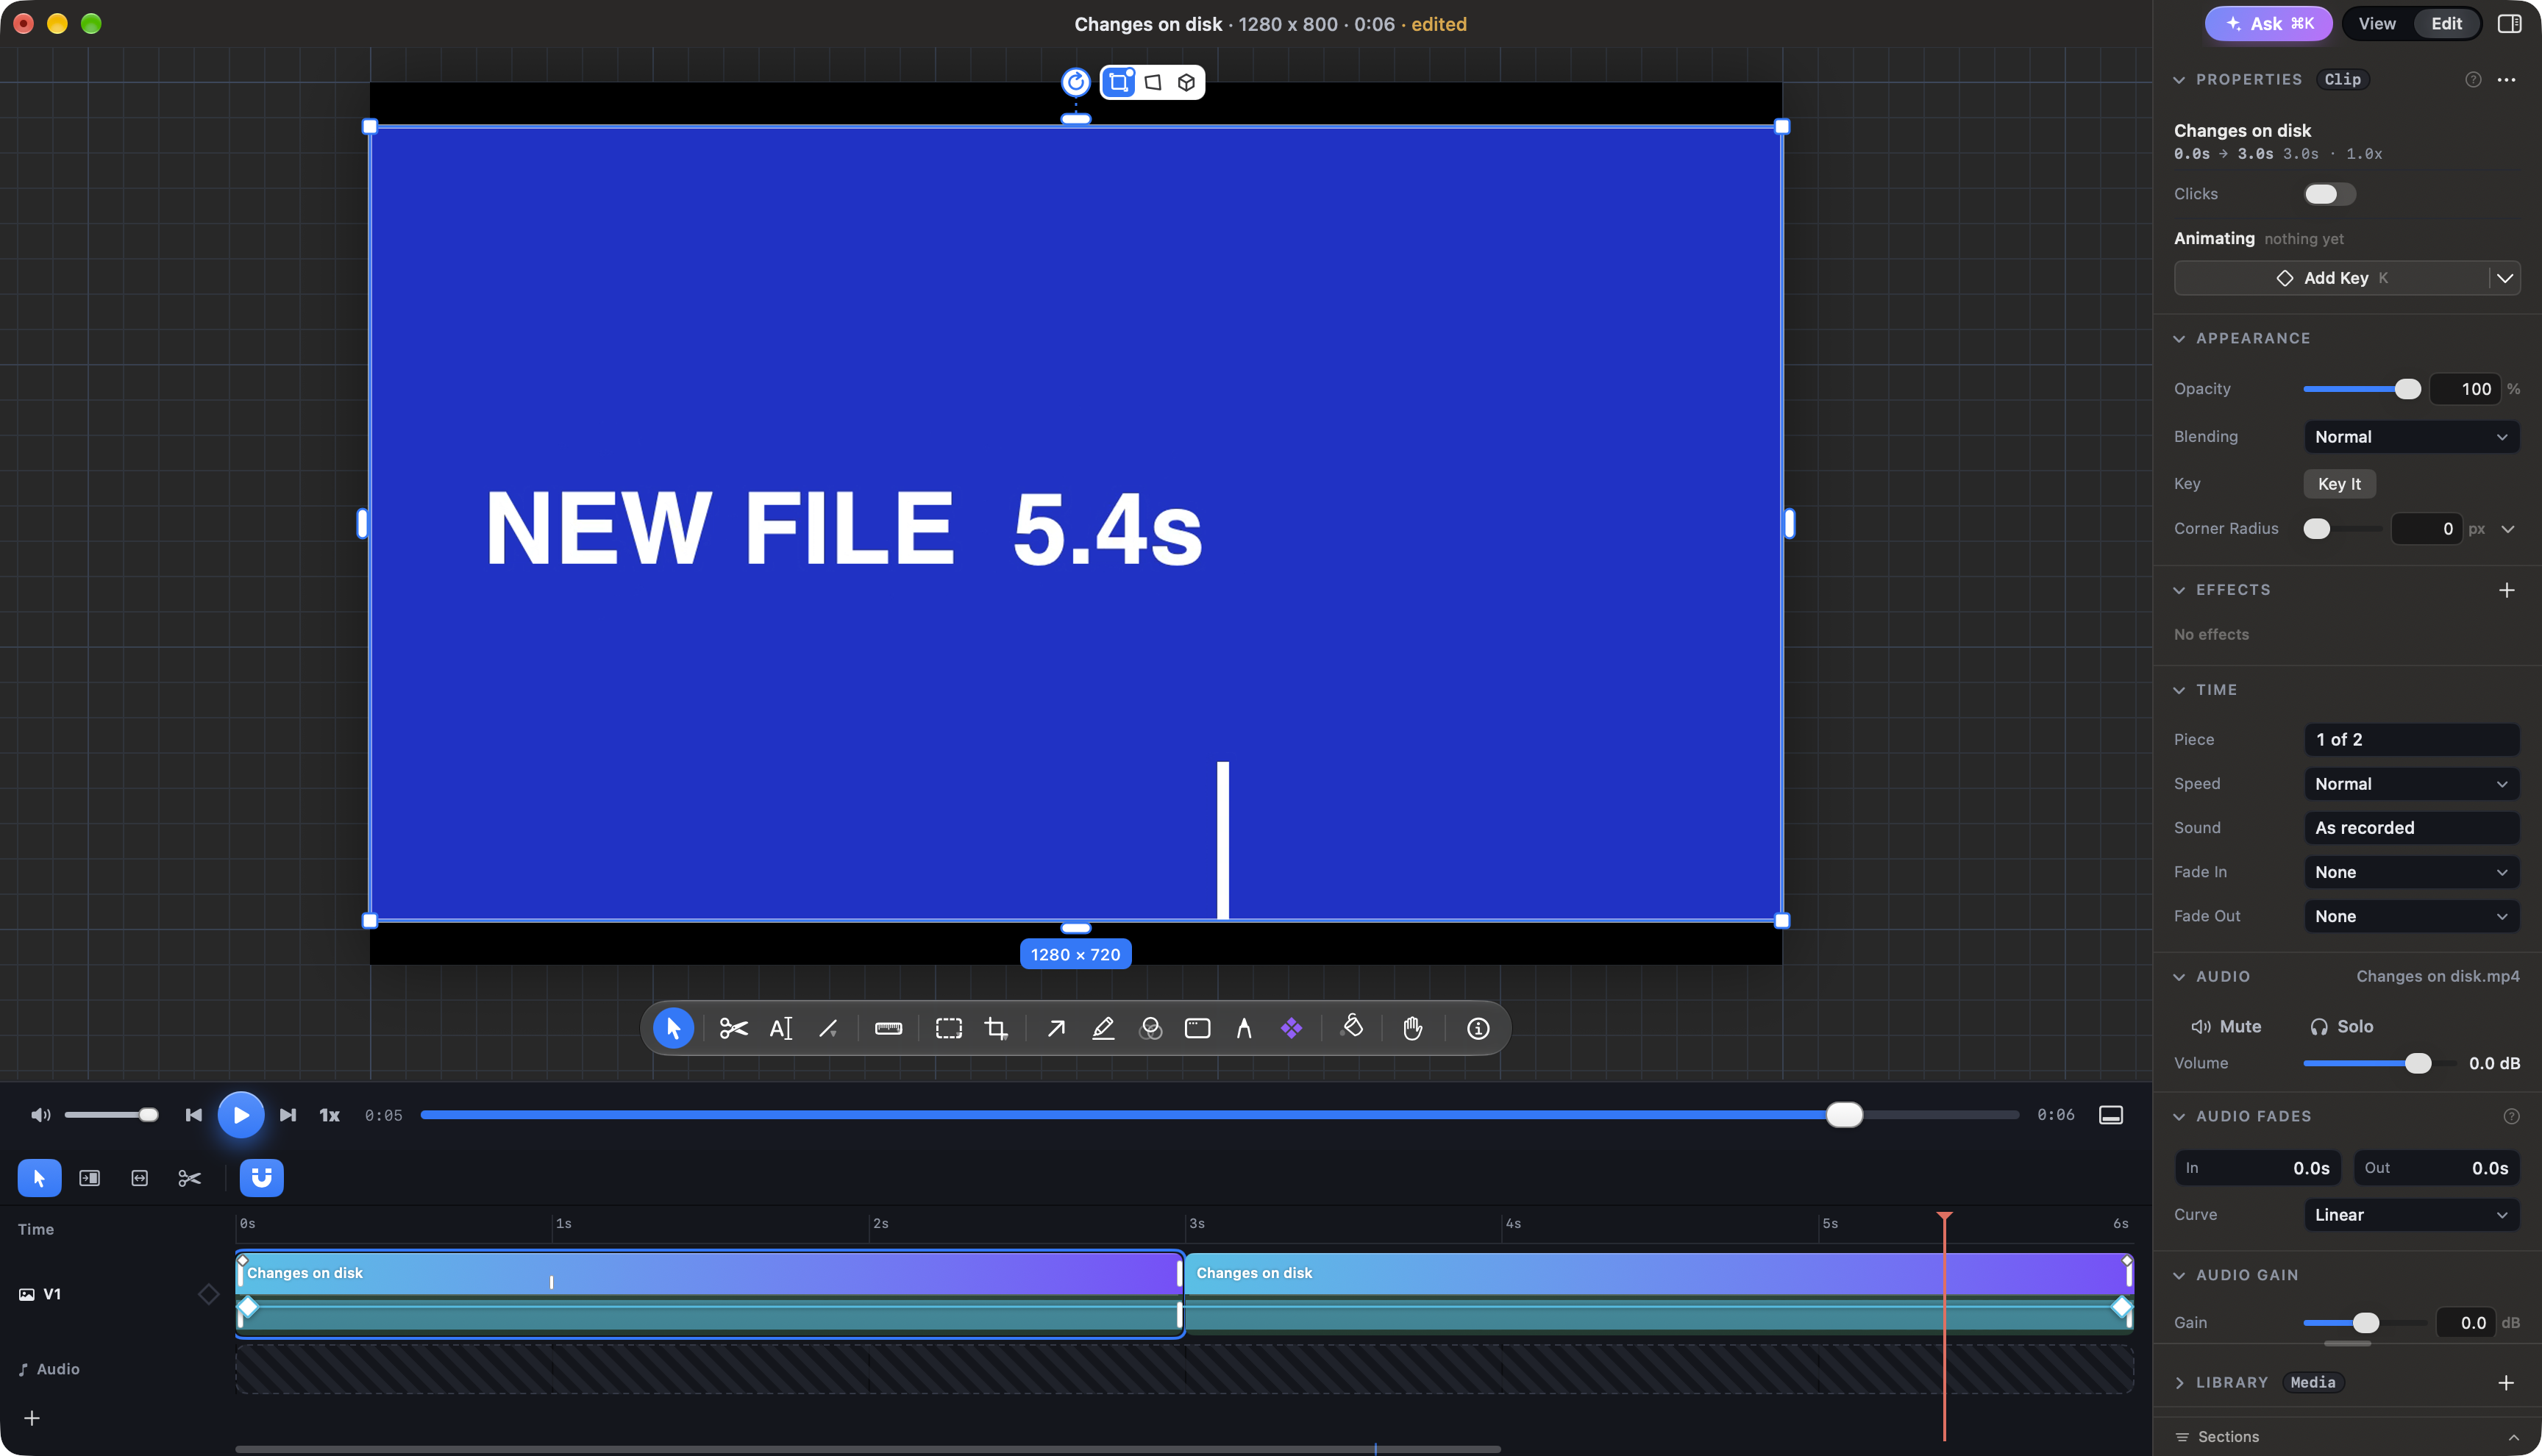 Changes on disk · 1280 x 800 · 0:06 · edited
Ask ⌘K
View
Edit
PROPERTIES Clip
Changes on disk
0.0s → 3.0s 3.0s · 1.0x
Clicks
Animating nothing yet
Add Key K
APPEARANCE
Opacity 100 %
Blending Normal
Key Key It
Corner Radius 0 px
EFFECTS
No effects
TIME
Piece 1 of 2
Speed Normal
Sound As recorded
Fade In None
Fade Out None
AUDIO Changes on disk.mp4
Mute Solo
Volume 0.0 dB
AUDIO FADES
In 0.0s Out 0.0s
Curve Linear
AUDIO GAIN
Gain 0.0 dB
LIBRARY Media
Sections
NEW FILE 5.4s
1280 × 720
1x 0:05 0:06
Time 0s 1s 2s 3s 4s 5s 6s
V1 Changes on disk Changes on disk
Audio